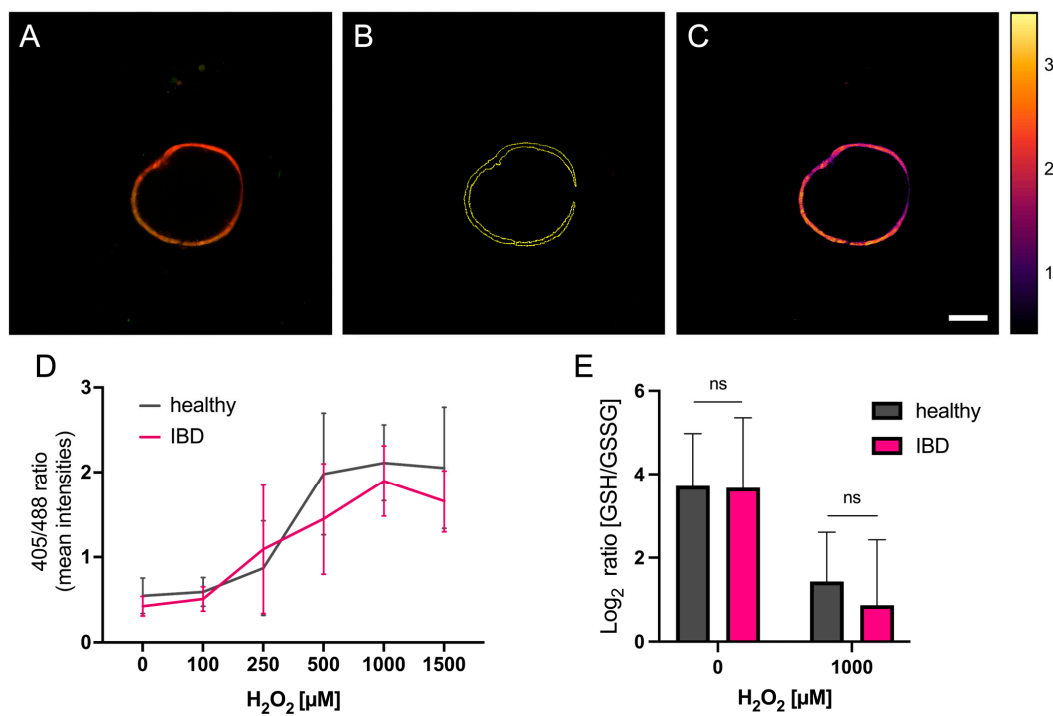 A
B
C
3
2
1
D
405/488 ratio
(mean intensities)
3
2
1
0
healthy
IBD
0 100 250 500 1000 1500
H₂O₂ [µM]
E
Log₂ ratio [GSH/GSSG]
6
4
2
0
ns
ns
healthy
IBD
0 1000
H₂O₂ [µM]